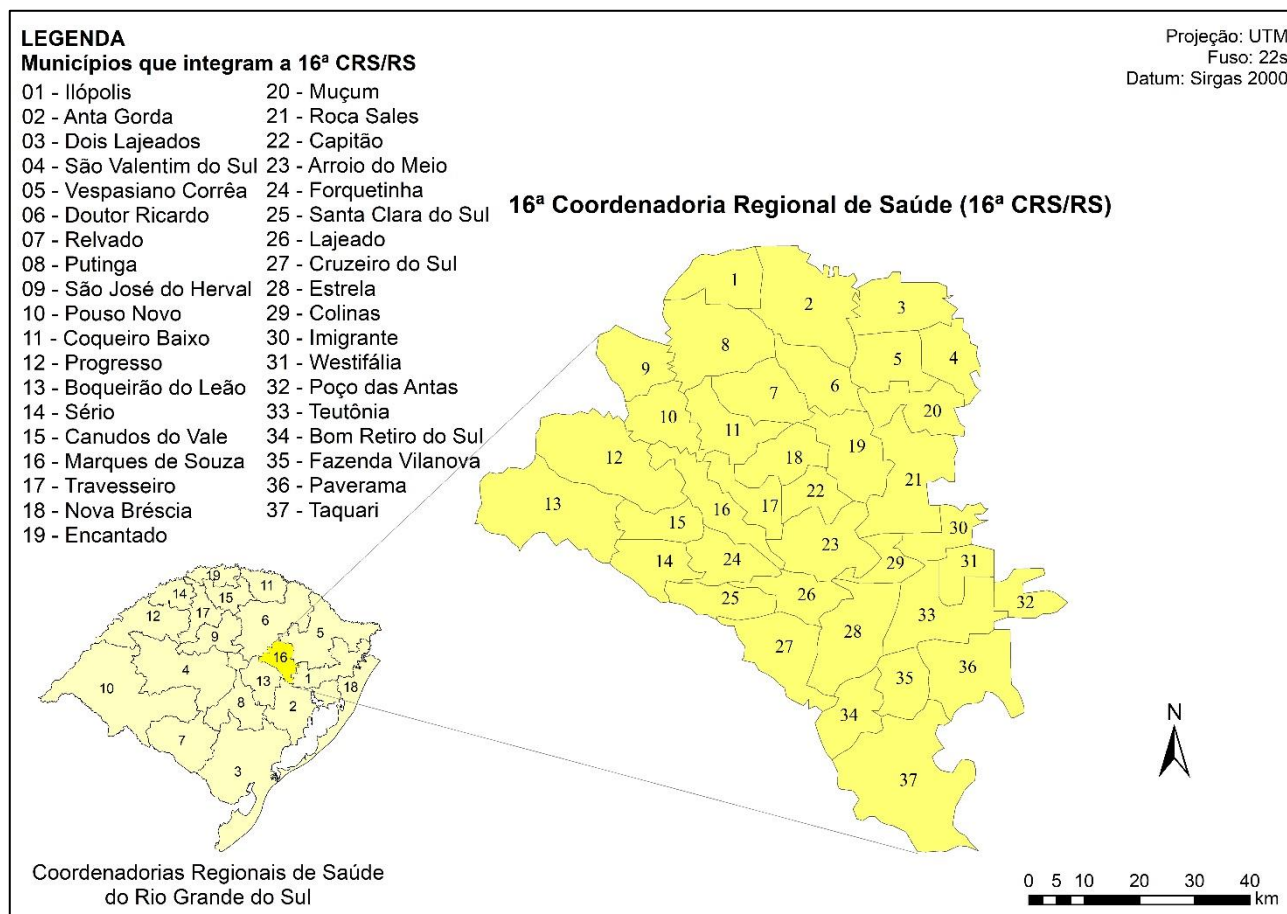 LEGENDA
Municípios que integram a 16ª CRS/RS
01 - Ilópolis
02 - Anta Gorda
03 - Dois Lajeados
04 - São Valentim do Sul
05 - Vespasiano Corrêa
06 - Doutor Ricardo
07 - Relvado
08 - Putinga
09 - São José do Herval
10 - Pouso Novo
11 - Coqueiro Baixo
12 - Progresso
13 - Boqueirão do Leão
14 - Sério
15 - Canudos do Vale
16 - Marques de Souza
17 - Travesseiro
18 - Nova Bréscia
19 - Encantado
20 - Muçum
21 - Roca Sales
22 - Capitão
23 - Arroio do Meio
24 - Forquetinha
25 - Santa Clara do Sul
26 - Lajeado
27 - Cruzeiro do Sul
28 - Estrela
29 - Colinas
30 - Imigrante
31 - Westifália
32 - Poço das Antas
33 - Teutônia
34 - Bom Retiro do Sul
35 - Fazenda Vilanova
36 - Paverama
37 - Taquari
Projeção: UTM
Fuso: 22s
Datum: Sirgas 2000
16ª Coordenadoria Regional de Saúde (16ª CRS/RS)
1
2
3
8
5
4
9
7
6
20
10
11
19
12
18
21
13
22
16
17
15
30
23
14
24
29
31
25
26
32
33
27
28
36
35
34
37
19
14
11
15
12
17
6
9
5
16
4
13
1
10
18
8
2
7
3
Coordenadorias Regionais de Saúde
do Rio Grande do Sul
N
0 5 10 20 30 40
km